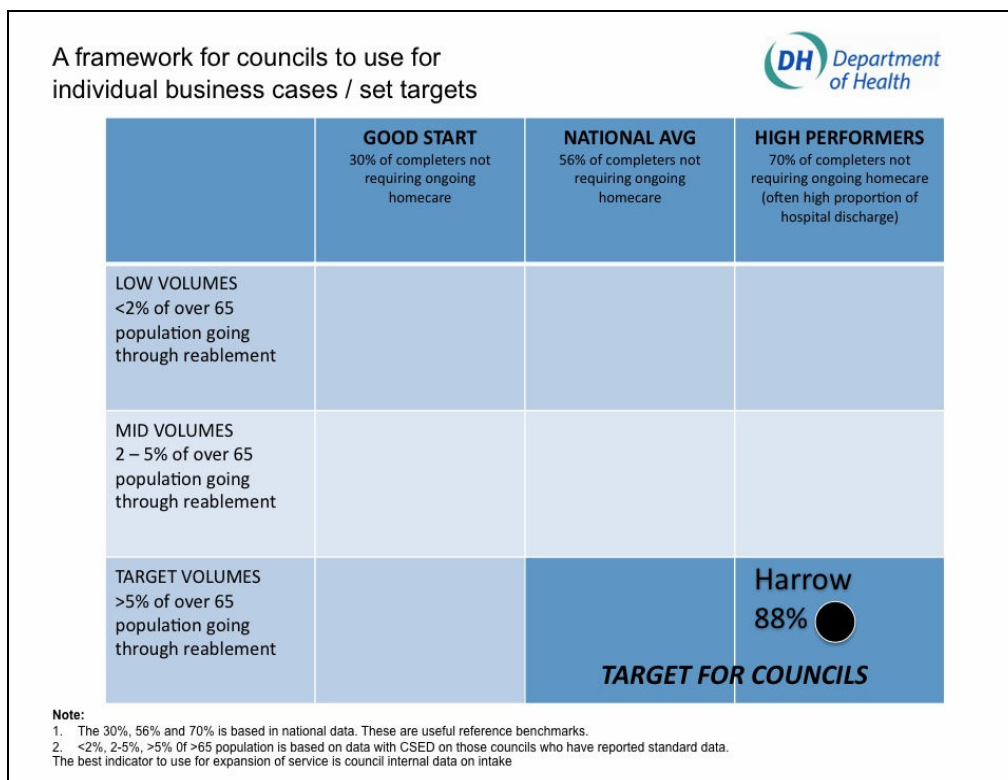 A framework for councils to use for
individual business cases / set targets
DH Department
of Health
GOOD START
30% of completers not
requiring ongoing
homecare
NATIONAL AVG
56% of completers not
requiring ongoing
homecare
HIGH PERFORMERS
70% of completers not
requiring ongoing homecare
(often high proportion of
hospital discharge)
LOW VOLUMES
<2% of over 65
population going
through reablement
MID VOLUMES
2 – 5% of over 65
population going
through reablement
TARGET VOLUMES
>5% of over 65
population going
through reablement
Harrow
88%
TARGET FOR COUNCILS
Note:
1. The 30%, 56% and 70% is based in national data. These are useful reference benchmarks.
2. <2%, 2-5%, >5% 0f >65 population is based on data with CSED on those councils who have reported standard data.
The best indicator to use for expansion of service is council internal data on intake